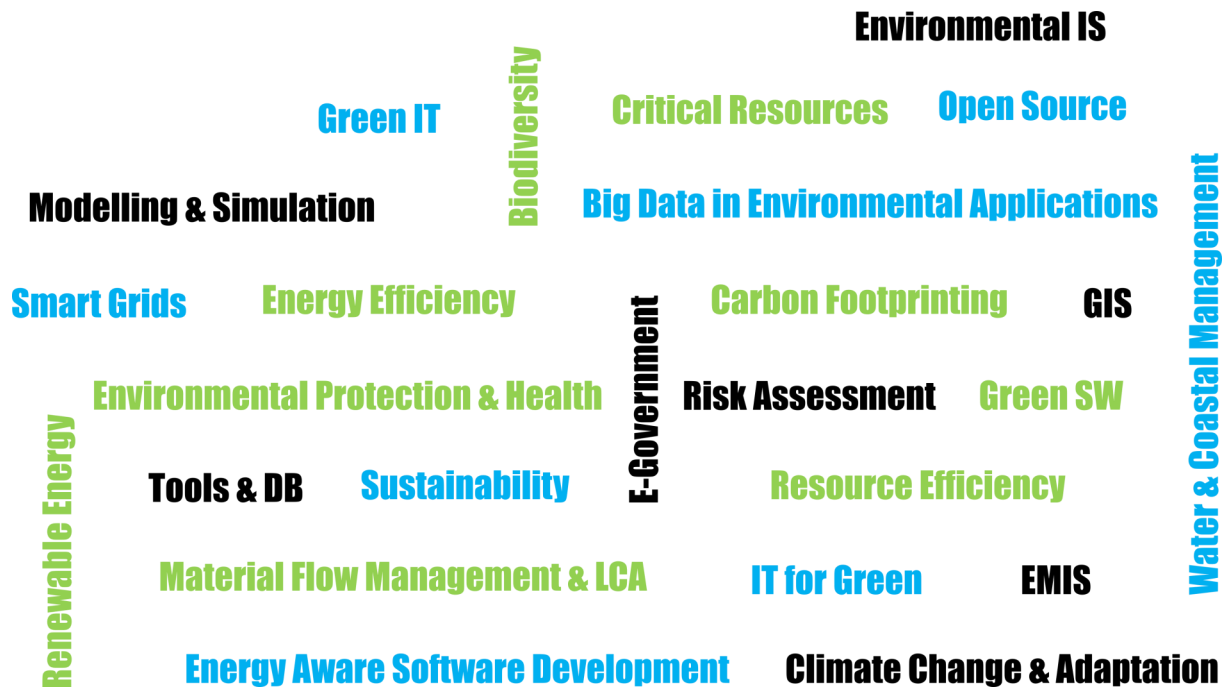 Environmental IS
Green IT
Biodiversity
Critical Resources
Open Source
Modelling & Simulation
Big Data in Environmental Applications
Water & Coastal Management
Smart Grids
Energy Efficiency
E-Government
Carbon Footprinting
GIS
Environmental Protection & Health
Risk Assessment
Green SW
Renewable Energy
Tools & DB
Sustainability
Resource Efficiency
Material Flow Management & LCA
IT for Green
EMIS
Energy Aware Software Development
Climate Change & Adaptation